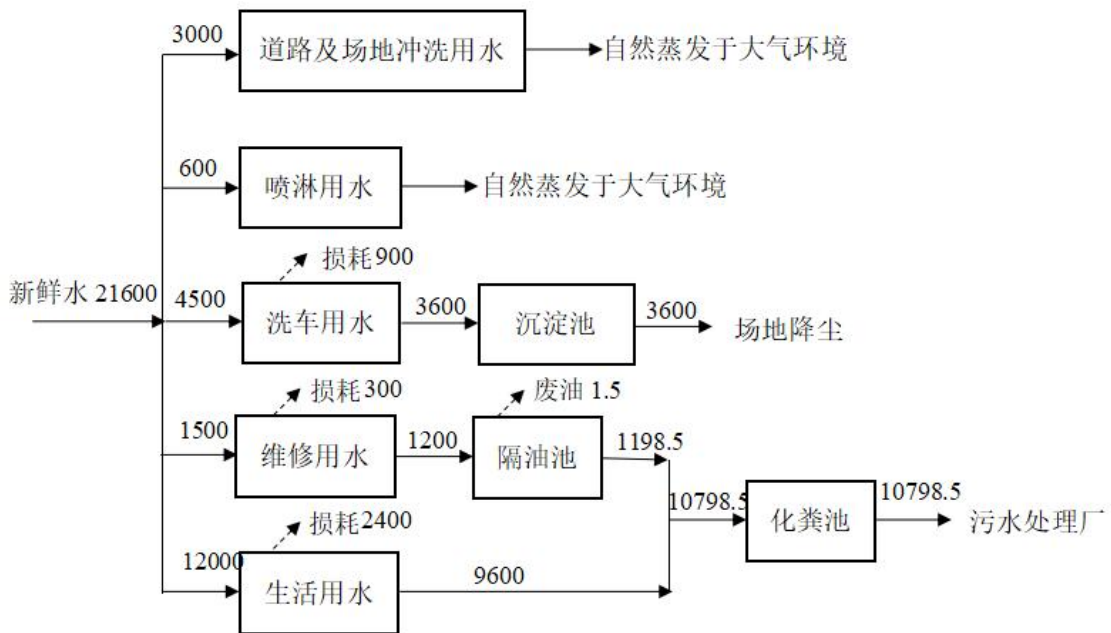 3000
道路及场地冲洗用水
自然蒸发于大气环境
600
喷淋用水
自然蒸发于大气环境
损耗900
新鲜水 21600
4500
洗车用水
3600
沉淀池
3600
场地降尘
损耗300
废油 1.5
1500
维修用水
1200
隔油池
1198.5
10798.5
化粪池
10798.5
污水处理厂
损耗2400
12000
生活用水
9600